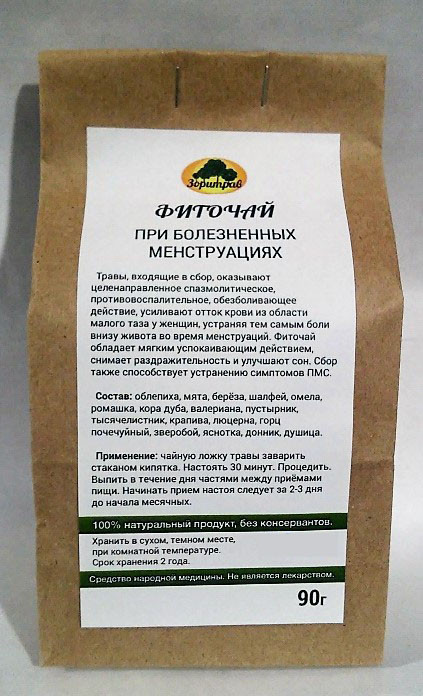 Зоритрав
ФИТОЧАЙ
ПРИ БОЛЕЗНЕННЫХ
МЕНСТРУАЦИЯХ
Травы, входящие в сбор, оказывают
целенаправленное спазмолитическое,
противовоспалительное, обезболивающее
действие, усиливают отток крови из области
малого таза у женщин, устраняя тем самым боли
внизу живота во время менструаций. Фиточай
обладает мягким успокаивающим действием,
снимает раздражительность и улучшают сон. Сбор
также способствует устранению симптомов ПМС.
Состав: облепиха, мята, берёза, шалфей, омела,
ромашка, кора дуба, валериана, пустырник,
тысячелистник, крапива, люцерна, горц
почечуйный, зверобой, яснотка, донник, душица.
Применение: чайную ложку травы заварить
стаканом кипятка. Настоять 30 минут. Процедить.
Выпить в течение дня частями между приёмами
пищи. Начинать прием настоя следует за 2-3 дня
до начала месячных.
100% натуральный продукт, без консервантов.
Хранить в сухом, темном месте,
при комнатной температуре.
Срок хранения 2 года.
Средство народной медицины. Не является лекарством.
90г